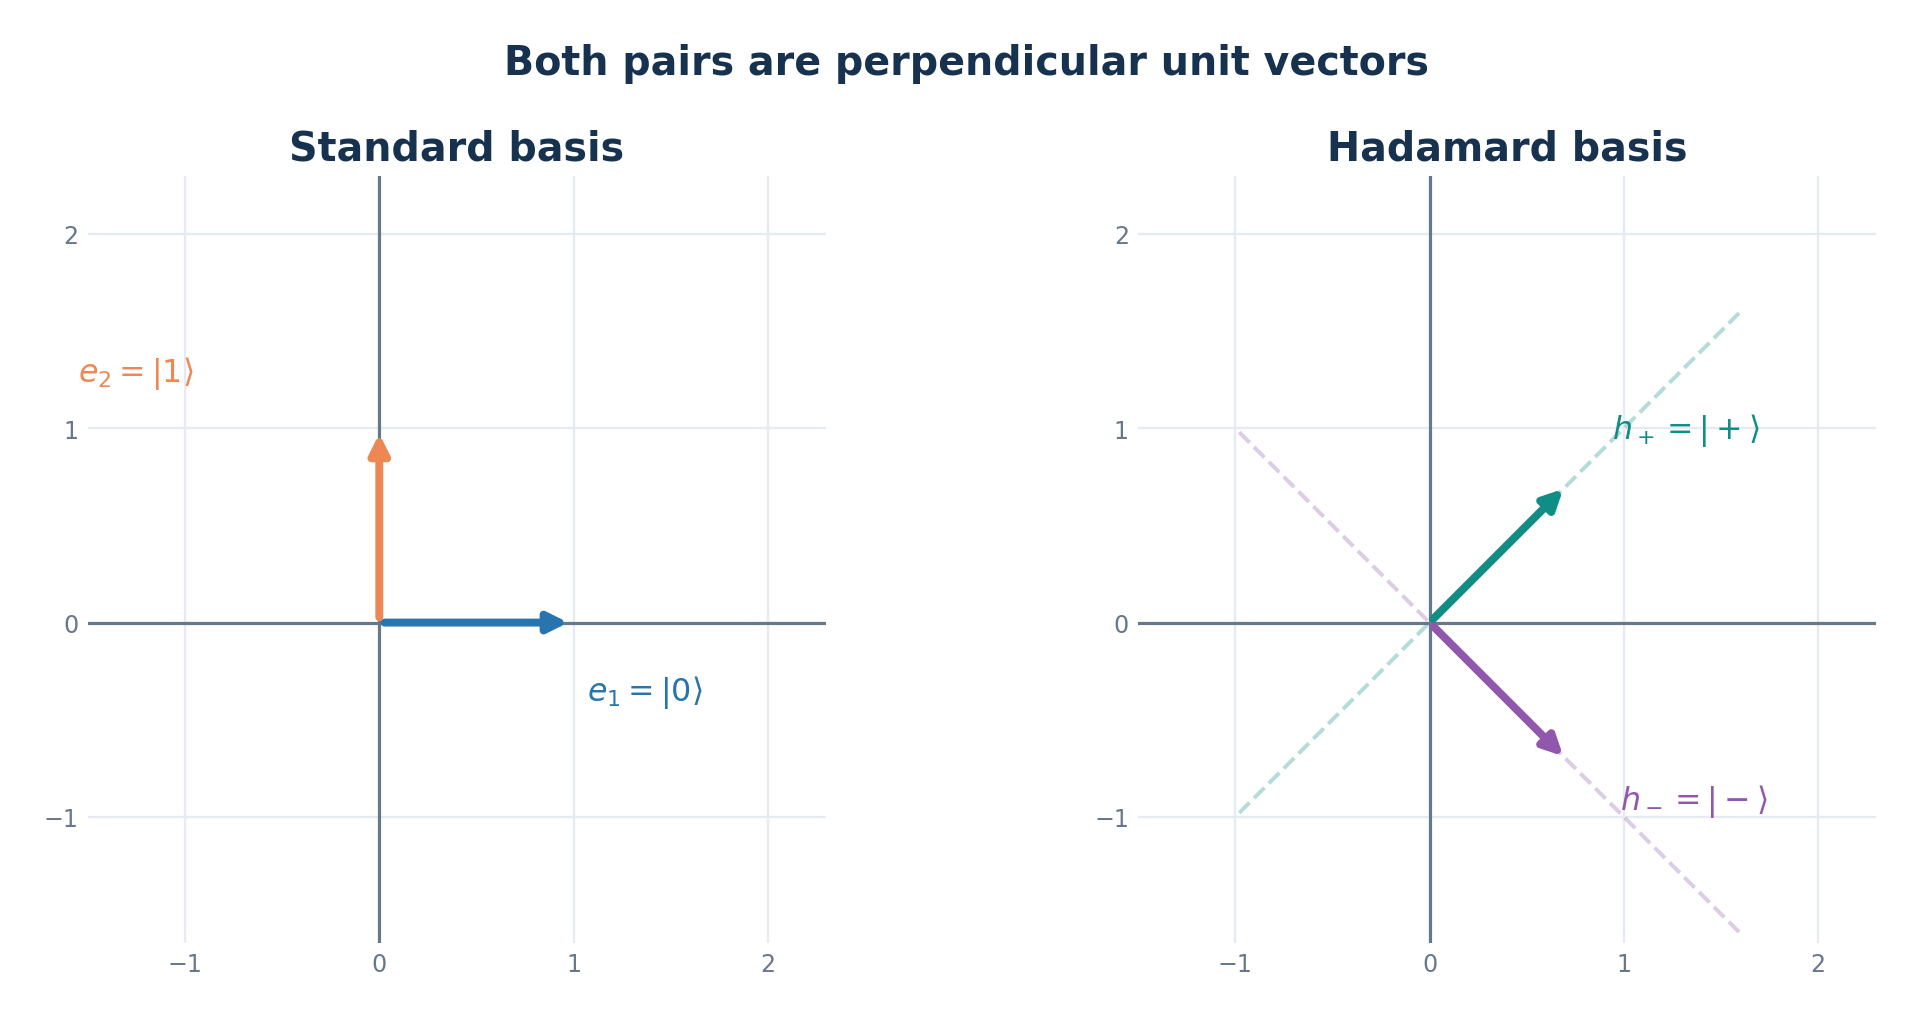 Both pairs are perpendicular unit vectors
Standard basis
2
1
0
−1
−1 0 1 2
e₂ = |1⟩
e₁ = |0⟩
Hadamard basis
2
1
0
−1
−1 0 1 2
h₊ = | + ⟩
h₋ = | − ⟩